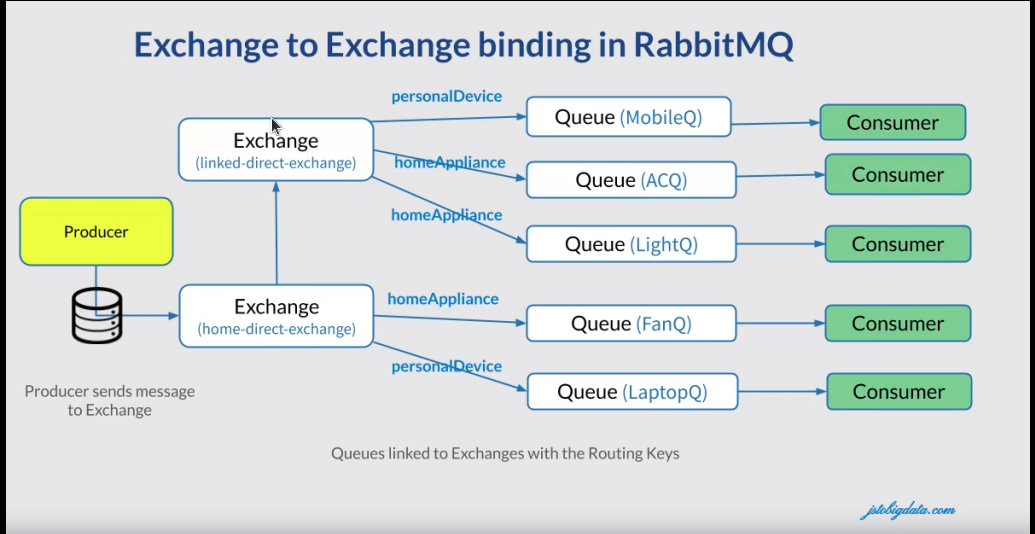 Exchange to Exchange binding in RabbitMQ
personalDevice
Queue (MobileQ)
Consumer
Exchange
(linked-direct-exchange)
homeAppliance
Queue (ACQ)
Consumer
homeAppliance
Queue (LightQ)
Consumer
Producer
Exchange
(home-direct-exchange)
homeAppliance
Queue (FanQ)
Consumer
personalDevice
Queue (LaptopQ)
Consumer
Producer sends message
to Exchange
Queues linked to Exchanges with the Routing Keys
jstobigdata.com